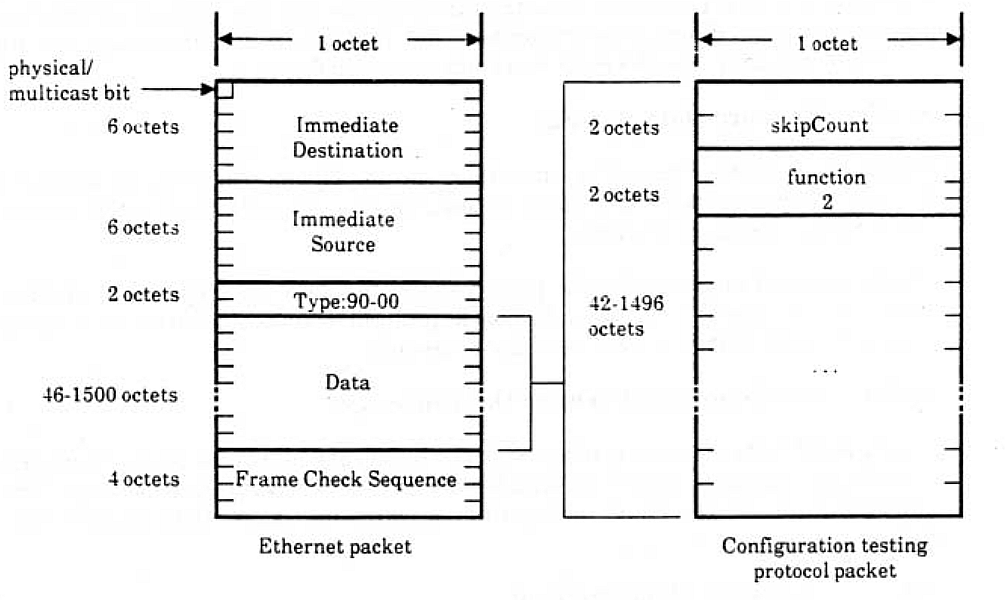 1 octet
physical/
multicast bit
6 octets
Immediate
Destination
6 octets
Immediate
Source
2 octets
Type:90-00
46-1500 octets
Data
4 octets
Frame Check Sequence
Ethernet packet
1 octet
2 octets
skipCount
2 octets
function
2
42-1496
octets
...
Configuration testing
protocol packet